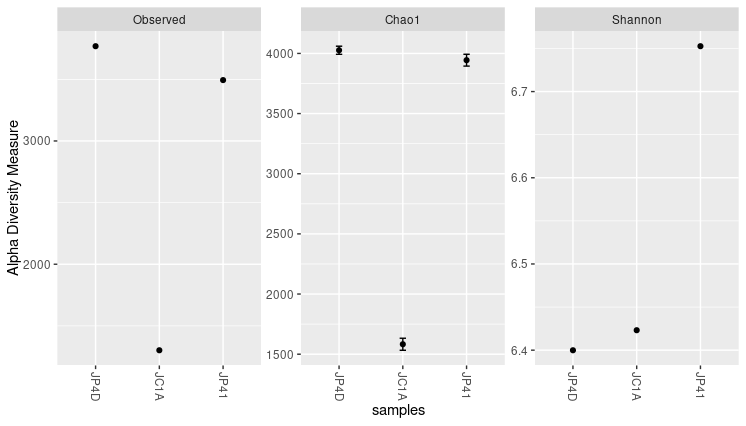 Observed
Chao1
Shannon
Alpha Diversity Measure
3000
2000
4000
3500
3000
2500
2000
1500
6.7
6.6
6.5
6.4
JP4D
JC1A
JP41
JP4D
JC1A
JP41
JP4D
JC1A
JP41
samples